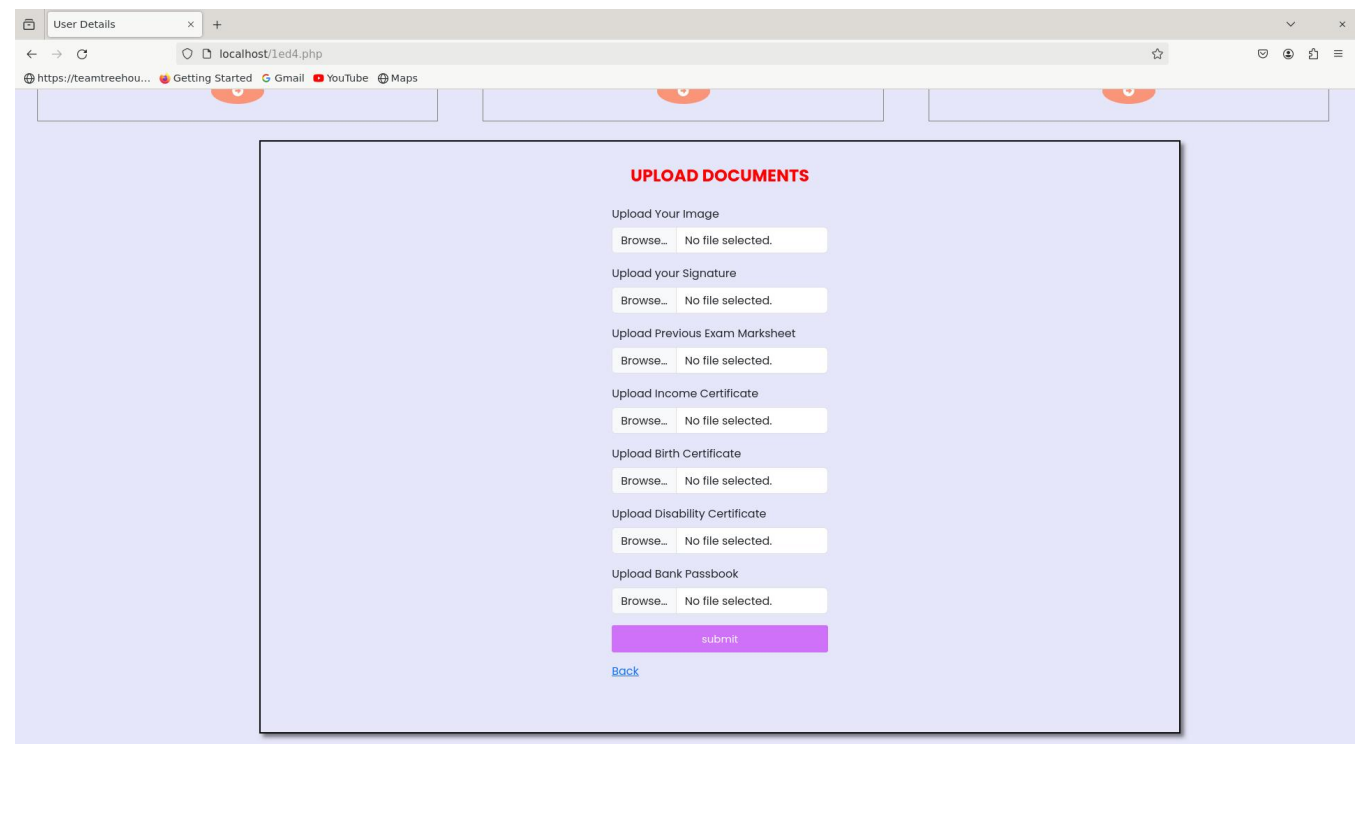 User Details
localhost/1ed4.php
https://teamtreehou... Getting Started Gmail YouTube Maps
UPLOAD DOCUMENTS
Upload Your Image
Browse... No file selected.
Upload your Signature
Browse... No file selected.
Upload Previous Exam Marksheet
Browse... No file selected.
Upload Income Certificate
Browse... No file selected.
Upload Birth Certificate
Browse... No file selected.
Upload Disability Certificate
Browse... No file selected.
Upload Bank Passbook
Browse... No file selected.
submit
Back